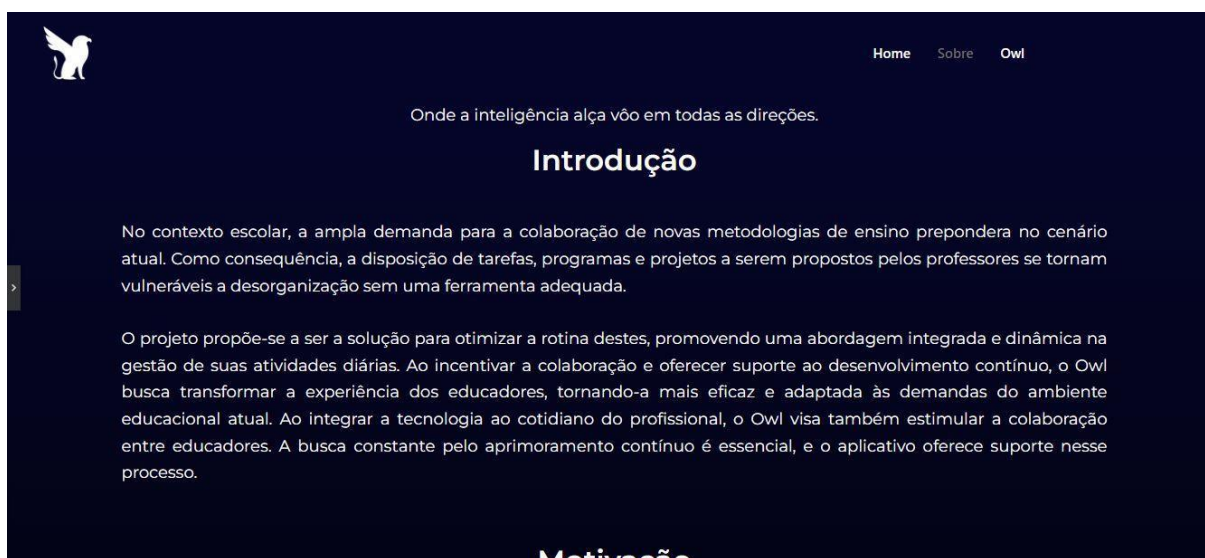 Home Sobre Owl
Onde a inteligência alça vôo em todas as direções.
Introdução
No contexto escolar, a ampla demanda para a colaboração de novas metodologias de ensino prepondera no cenário
atual. Como consequência, a disposição de tarefas, programas e projetos a serem propostos pelos professores se tornam
vulneráveis a desorganização sem uma ferramenta adequada.
O projeto propõe-se a ser a solução para otimizar a rotina destes, promovendo uma abordagem integrada e dinâmica na
gestão de suas atividades diárias. Ao incentivar a colaboração e oferecer suporte ao desenvolvimento contínuo, o Owl
busca transformar a experiência dos educadores, tornando-a mais eficaz e adaptada às demandas do ambiente
educacional atual. Ao integrar a tecnologia ao cotidiano do profissional, o Owl visa também estimular a colaboração
entre educadores. A busca constante pelo aprimoramento contínuo é essencial, e o aplicativo oferece suporte nesse
processo.
Motivação